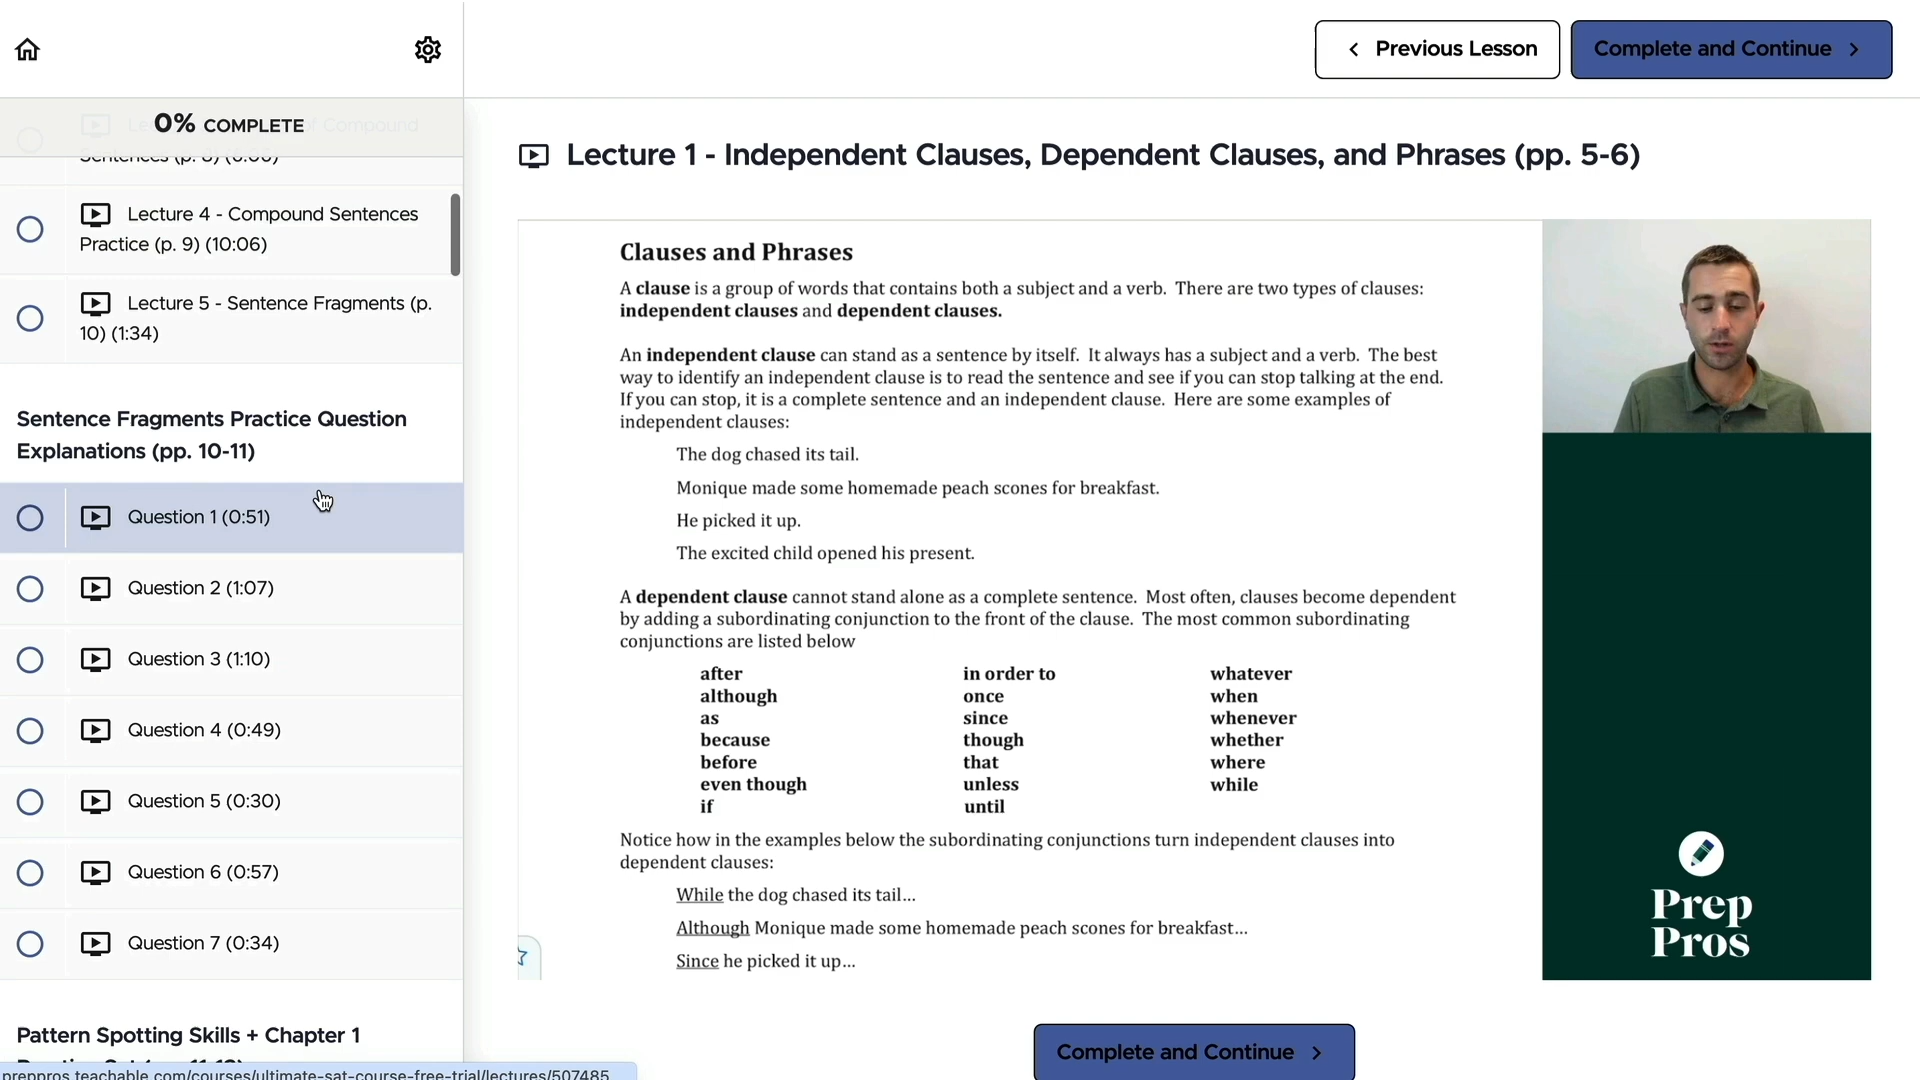 Previous Lesson
Complete and Continue
0% COMPLETE
Compound
Sentences (p. 8)
Lecture 4 - Compound Sentences
Practice (p. 9) (10:06)
Lecture 5 - Sentence Fragments (p.
10) (1:34)
Sentence Fragments Practice Question
Explanations (pp. 10-11)
Question 1 (0:51)
Question 2 (1:07)
Question 3 (1:10)
Question 4 (0:49)
Question 5 (0:30)
Question 6 (0:57)
Question 7 (0:34)
Pattern Spotting Skills + Chapter 1
preppros.teachable.com/courses/ultimate-sat-course-free-trial/lectures/507485
Lecture 1 - Independent Clauses, Dependent Clauses, and Phrases (pp. 5-6)
Clauses and Phrases
A clause is a group of words that contains both a subject and a verb. There are two types of clauses:
independent clauses and dependent clauses.
An independent clause can stand as a sentence by itself. It always has a subject and a verb. The best
way to identify an independent clause is to read the sentence and see if you can stop talking at the end.
If you can stop, it is a complete sentence and an independent clause. Here are some examples of
independent clauses:
The dog chased its tail.
Monique made some homemade peach scones for breakfast.
He picked it up.
The excited child opened his present.
A dependent clause cannot stand alone as a complete sentence. Most often, clauses become dependent
by adding a subordinating conjunction to the front of the clause. The most common subordinating
conjunctions are listed below
after in order to whatever
although once when
as since whenever
because though whether
before that where
even though unless while
if until
Notice how in the examples below the subordinating conjunctions turn independent clauses into
dependent clauses:
While the dog chased its tail...
Although Monique made some homemade peach scones for breakfast...
Since he picked it up...
Prep
Pros
Complete and Continue